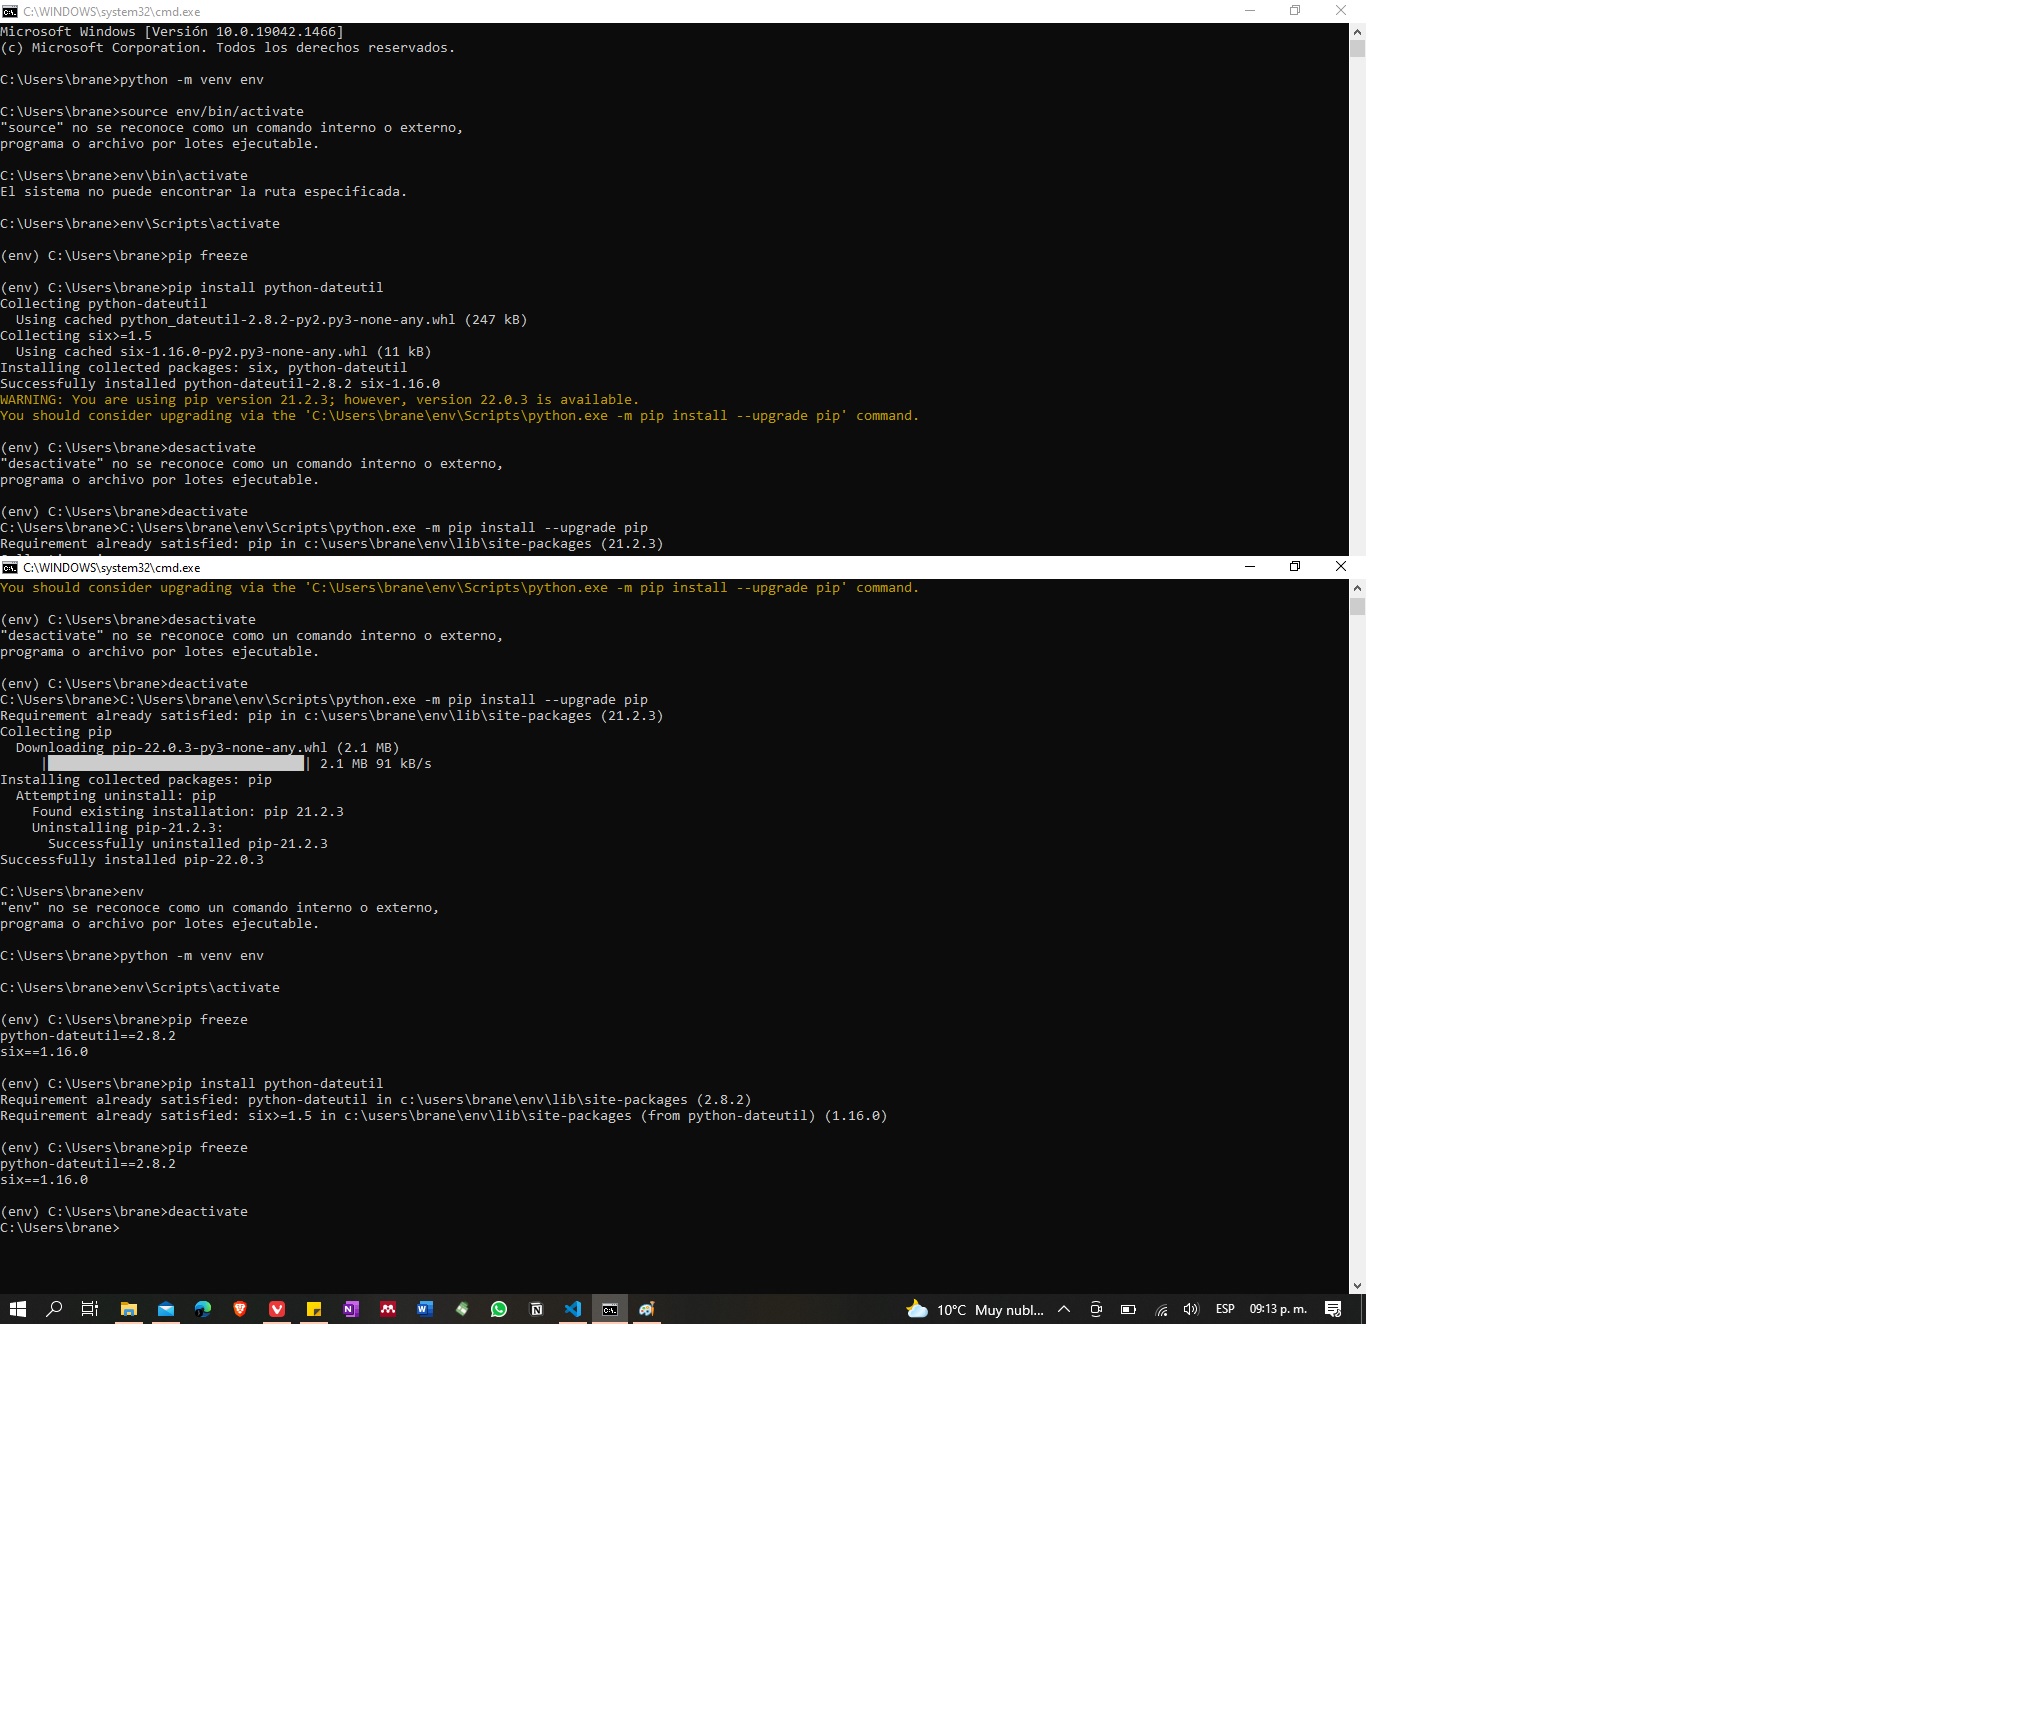 C:\WINDOWS\system32\cmd.exe
Microsoft Windows [Versión 10.0.19042.1466]
(c) Microsoft Corporation. Todos los derechos reservados.
C:\Users\brane>python -m venv env
C:\Users\brane>source env/bin/activate
"source" no se reconoce como un comando interno o externo,
programa o archivo por lotes ejecutable.
C:\Users\brane>env\bin\activate
El sistema no puede encontrar la ruta especificada.
C:\Users\brane>env\Scripts\activate
(env) C:\Users\brane>pip freeze
(env) C:\Users\brane>pip install python-dateutil
Collecting python-dateutil
  Using cached python_dateutil-2.8.2-py2.py3-none-any.whl (247 kB)
Collecting six>=1.5
  Using cached six-1.16.0-py2.py3-none-any.whl (11 kB)
Installing collected packages: six, python-dateutil
Successfully installed python-dateutil-2.8.2 six-1.16.0
WARNING: You are using pip version 21.2.3; however, version 22.0.3 is available.
You should consider upgrading via the 'C:\Users\brane\env\Scripts\python.exe -m pip install --upgrade pip' command.
(env) C:\Users\brane>desactivate
"desactivate" no se reconoce como un comando interno o externo,
programa o archivo por lotes ejecutable.
(env) C:\Users\brane>deactivate
C:\Users\brane>C:\Users\brane\env\Scripts\python.exe -m pip install --upgrade pip
Requirement already satisfied: pip in c:\users\brane\env\lib\site-packages (21.2.3)
C:\WINDOWS\system32\cmd.exe
You should consider upgrading via the 'C:\Users\brane\env\Scripts\python.exe -m pip install --upgrade pip' command.
(env) C:\Users\brane>desactivate
"desactivate" no se reconoce como un comando interno o externo,
programa o archivo por lotes ejecutable.
(env) C:\Users\brane>deactivate
C:\Users\brane>C:\Users\brane\env\Scripts\python.exe -m pip install --upgrade pip
Requirement already satisfied: pip in c:\users\brane\env\lib\site-packages (21.2.3)
Collecting pip
  Downloading pip-22.0.3-py3-none-any.whl (2.1 MB)
     |████████████████████████████████| 2.1 MB 91 kB/s
Installing collected packages: pip
  Attempting uninstall: pip
    Found existing installation: pip 21.2.3
    Uninstalling pip-21.2.3:
      Successfully uninstalled pip-21.2.3
Successfully installed pip-22.0.3
C:\Users\brane>env
"env" no se reconoce como un comando interno o externo,
programa o archivo por lotes ejecutable.
C:\Users\brane>python -m venv env
C:\Users\brane>env\Scripts\activate
(env) C:\Users\brane>pip freeze
python-dateutil==2.8.2
six==1.16.0
(env) C:\Users\brane>pip install python-dateutil
Requirement already satisfied: python-dateutil in c:\users\brane\env\lib\site-packages (2.8.2)
Requirement already satisfied: six>=1.5 in c:\users\brane\env\lib\site-packages (from python-dateutil) (1.16.0)
(env) C:\Users\brane>pip freeze
python-dateutil==2.8.2
six==1.16.0
(env) C:\Users\brane>deactivate
C:\Users\brane>
10°C Muy nubl... ESP 09:13 p. m.